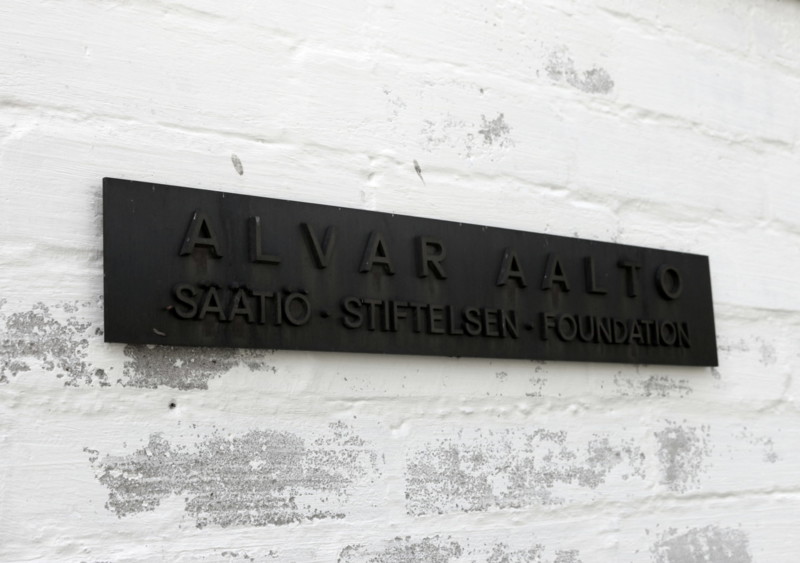 ALVAR AALTO
SÄÄTIÖ · STIFTELSEN · FOUNDATION